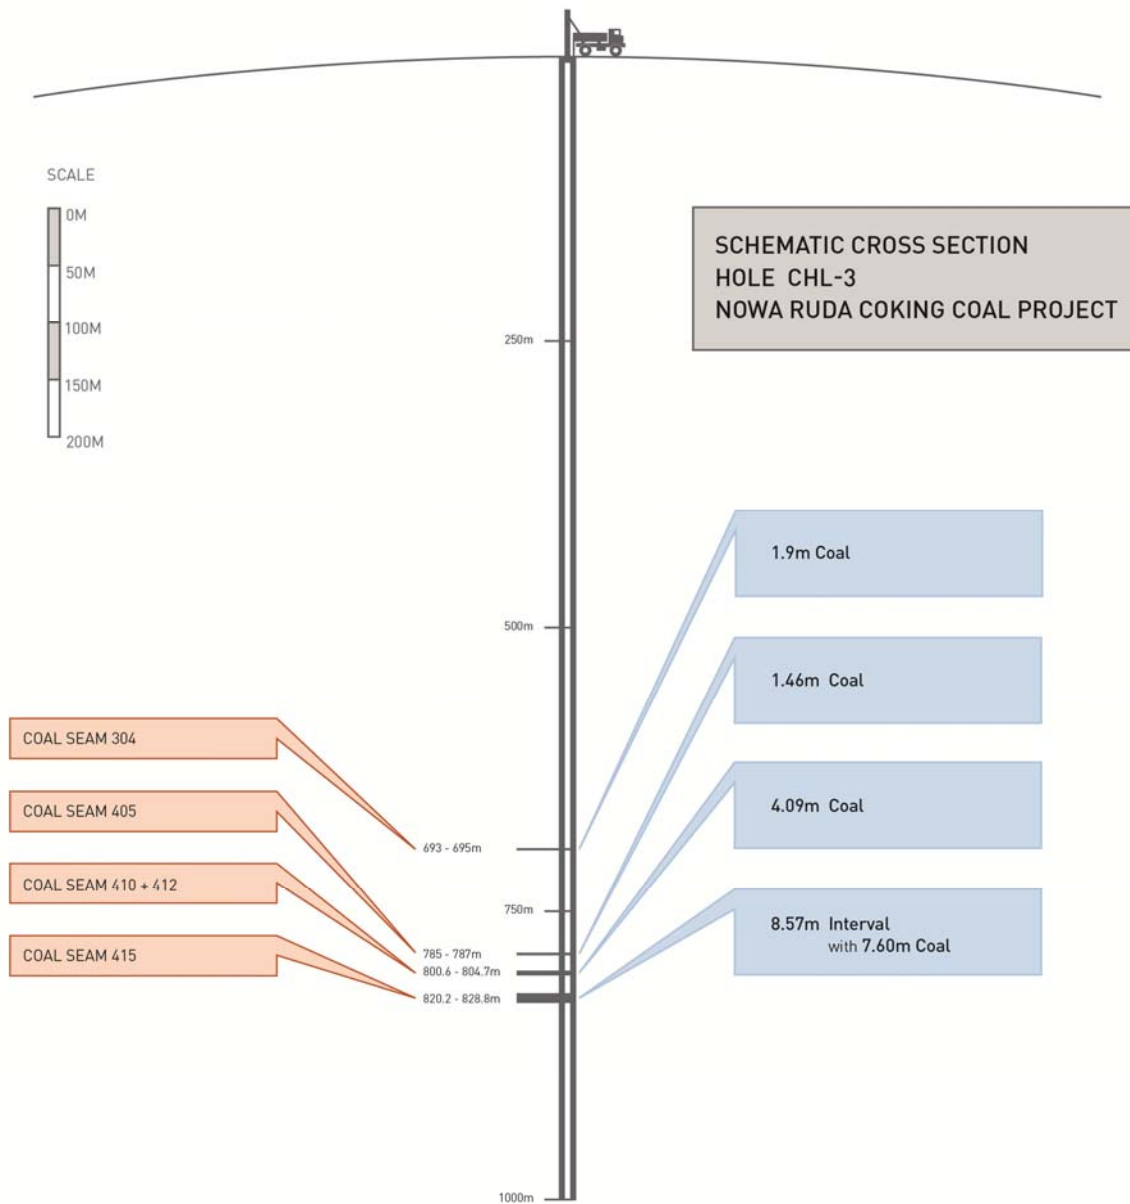 SCALE
0M
50M
100M
150M
200M
SCHEMATIC CROSS SECTION
HOLE CHL-3
NOWA RUDA COKING COAL PROJECT
250m
500m
750m
1000m
COAL SEAM 304
COAL SEAM 405
COAL SEAM 410 + 412
COAL SEAM 415
693 - 695m
785 - 787m
800.6 - 804.7m
820.2 - 828.8m
1.9m Coal
1.46m Coal
4.09m Coal
8.57m Interval
with 7.60m Coal